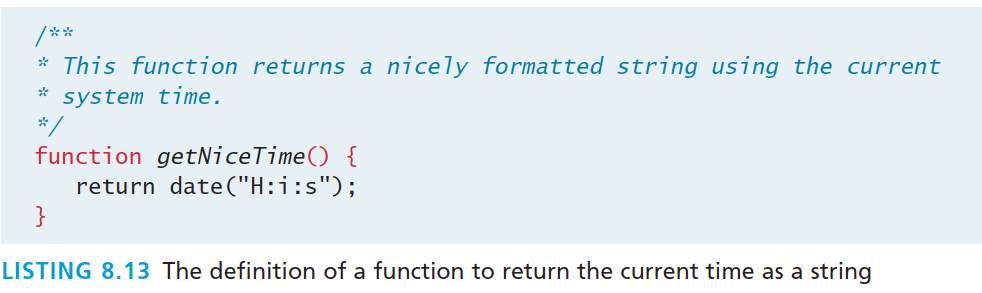 /**
* This function returns a nicely formatted string using the current
* system time.
*/
function getNiceTime() {
return date("H:i:s");
}
LISTING 8.13 The definition of a function to return the current time as a string